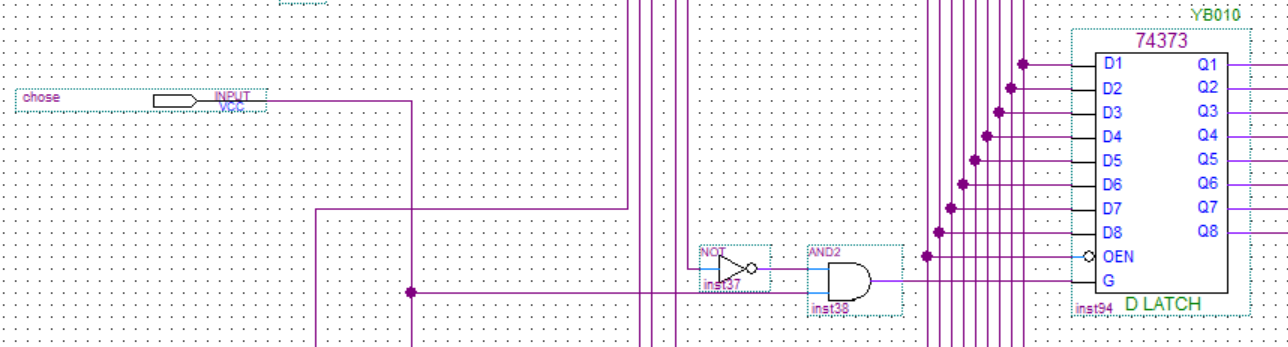 YB010
74373
chose
INPUT
VCC
D1 Q1
D2 Q2
D3 Q3
D4 Q4
D5 Q5
D6 Q6
D7 Q7
D8 Q8
OEN
G
NOT
inst37
AND2
inst38
inst94 D LATCH